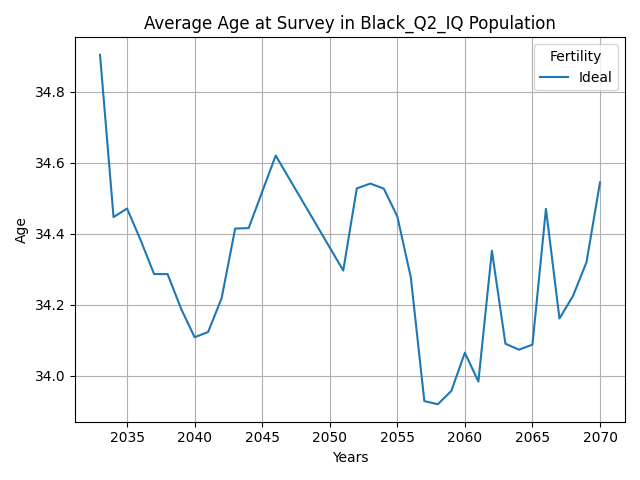 Average Age at Survey in Black_Q2_IQ Population
Fertility
Ideal
Age
34.8
34.6
34.4
34.2
34.0
2035 2040 2045 2050 2055 2060 2065 2070
Years